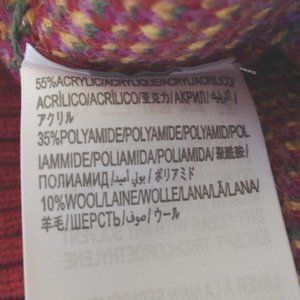 55%ACRYLIC/ACRYLIQUE/ACRYL/ACRILICO/
ACRÍLICO/ACRÍLICO/亚克力/АКРИЛ/أكريليك/
アクリル
35%POLYAMIDE/POLYAMIDE/POLYAMID/POL
IAMMIDE/POLIAMIDA/POLIAMIDA/聚酰胺/
ПОЛИАМИД/بولي أميد/ポリアミド
10%WOOL/LAINE/WOLLE/LANA/LÃ/LANA/
羊毛/ШЕРСТЬ/صوف/ウール